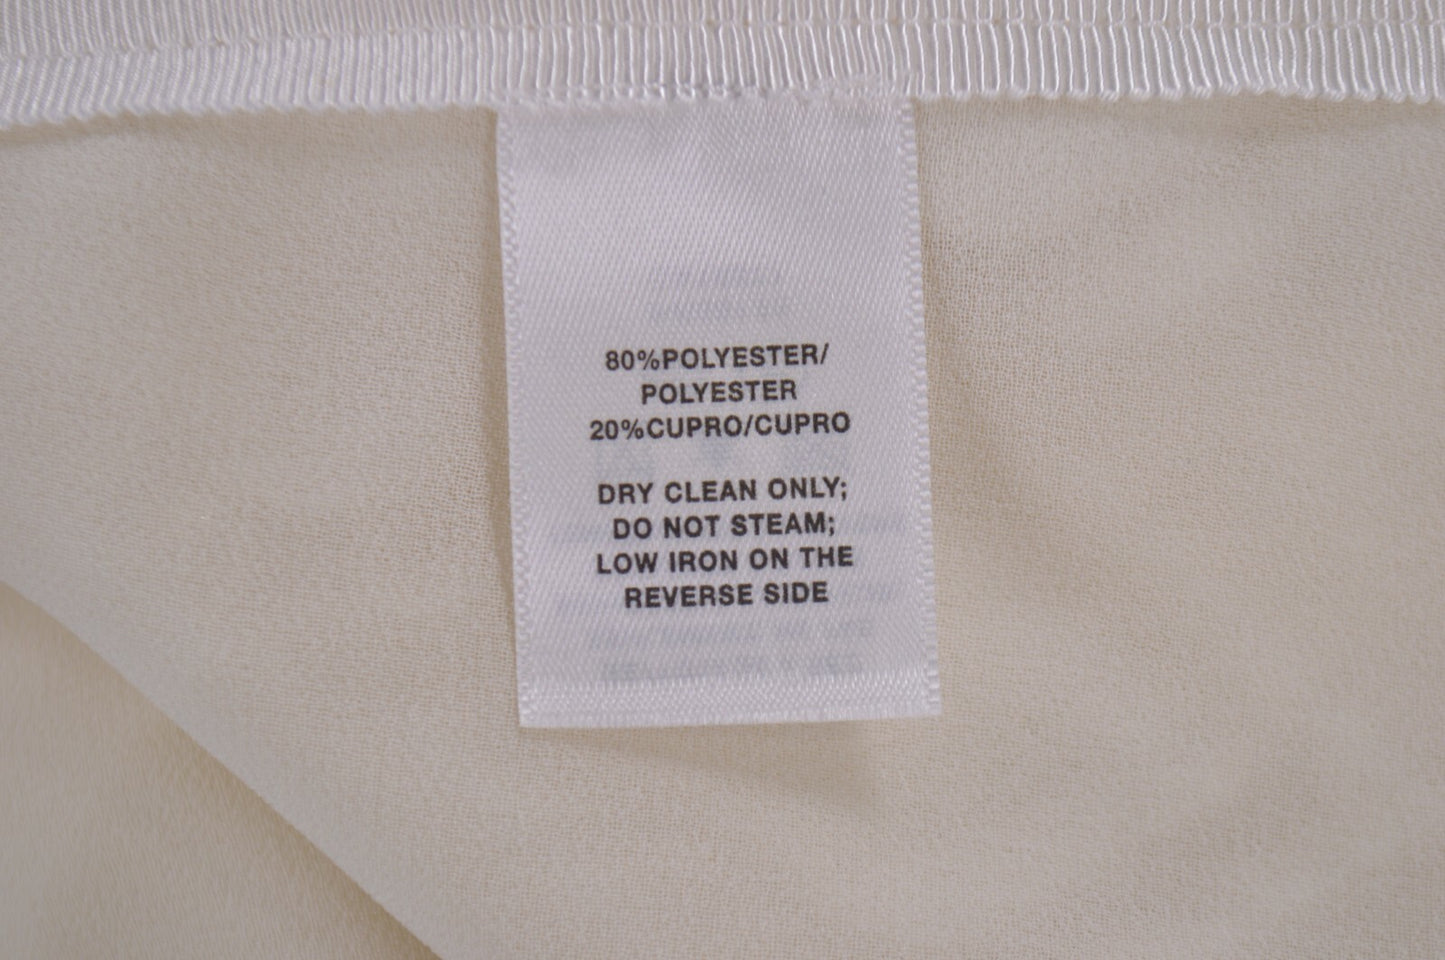 80%POLYESTER/
POLYESTER
20%CUPRO/CUPRO
DRY CLEAN ONLY;
DO NOT STEAM;
LOW IRON ON THE
REVERSE SIDE